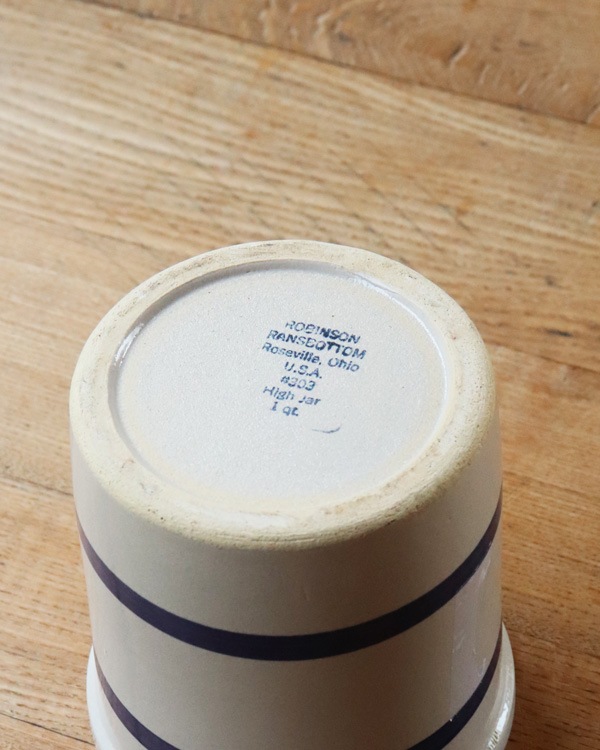 ROBINSON
RANSBOTTOM
Roseville, Ohio
U.S.A.
#303
High Jar
1 qt.